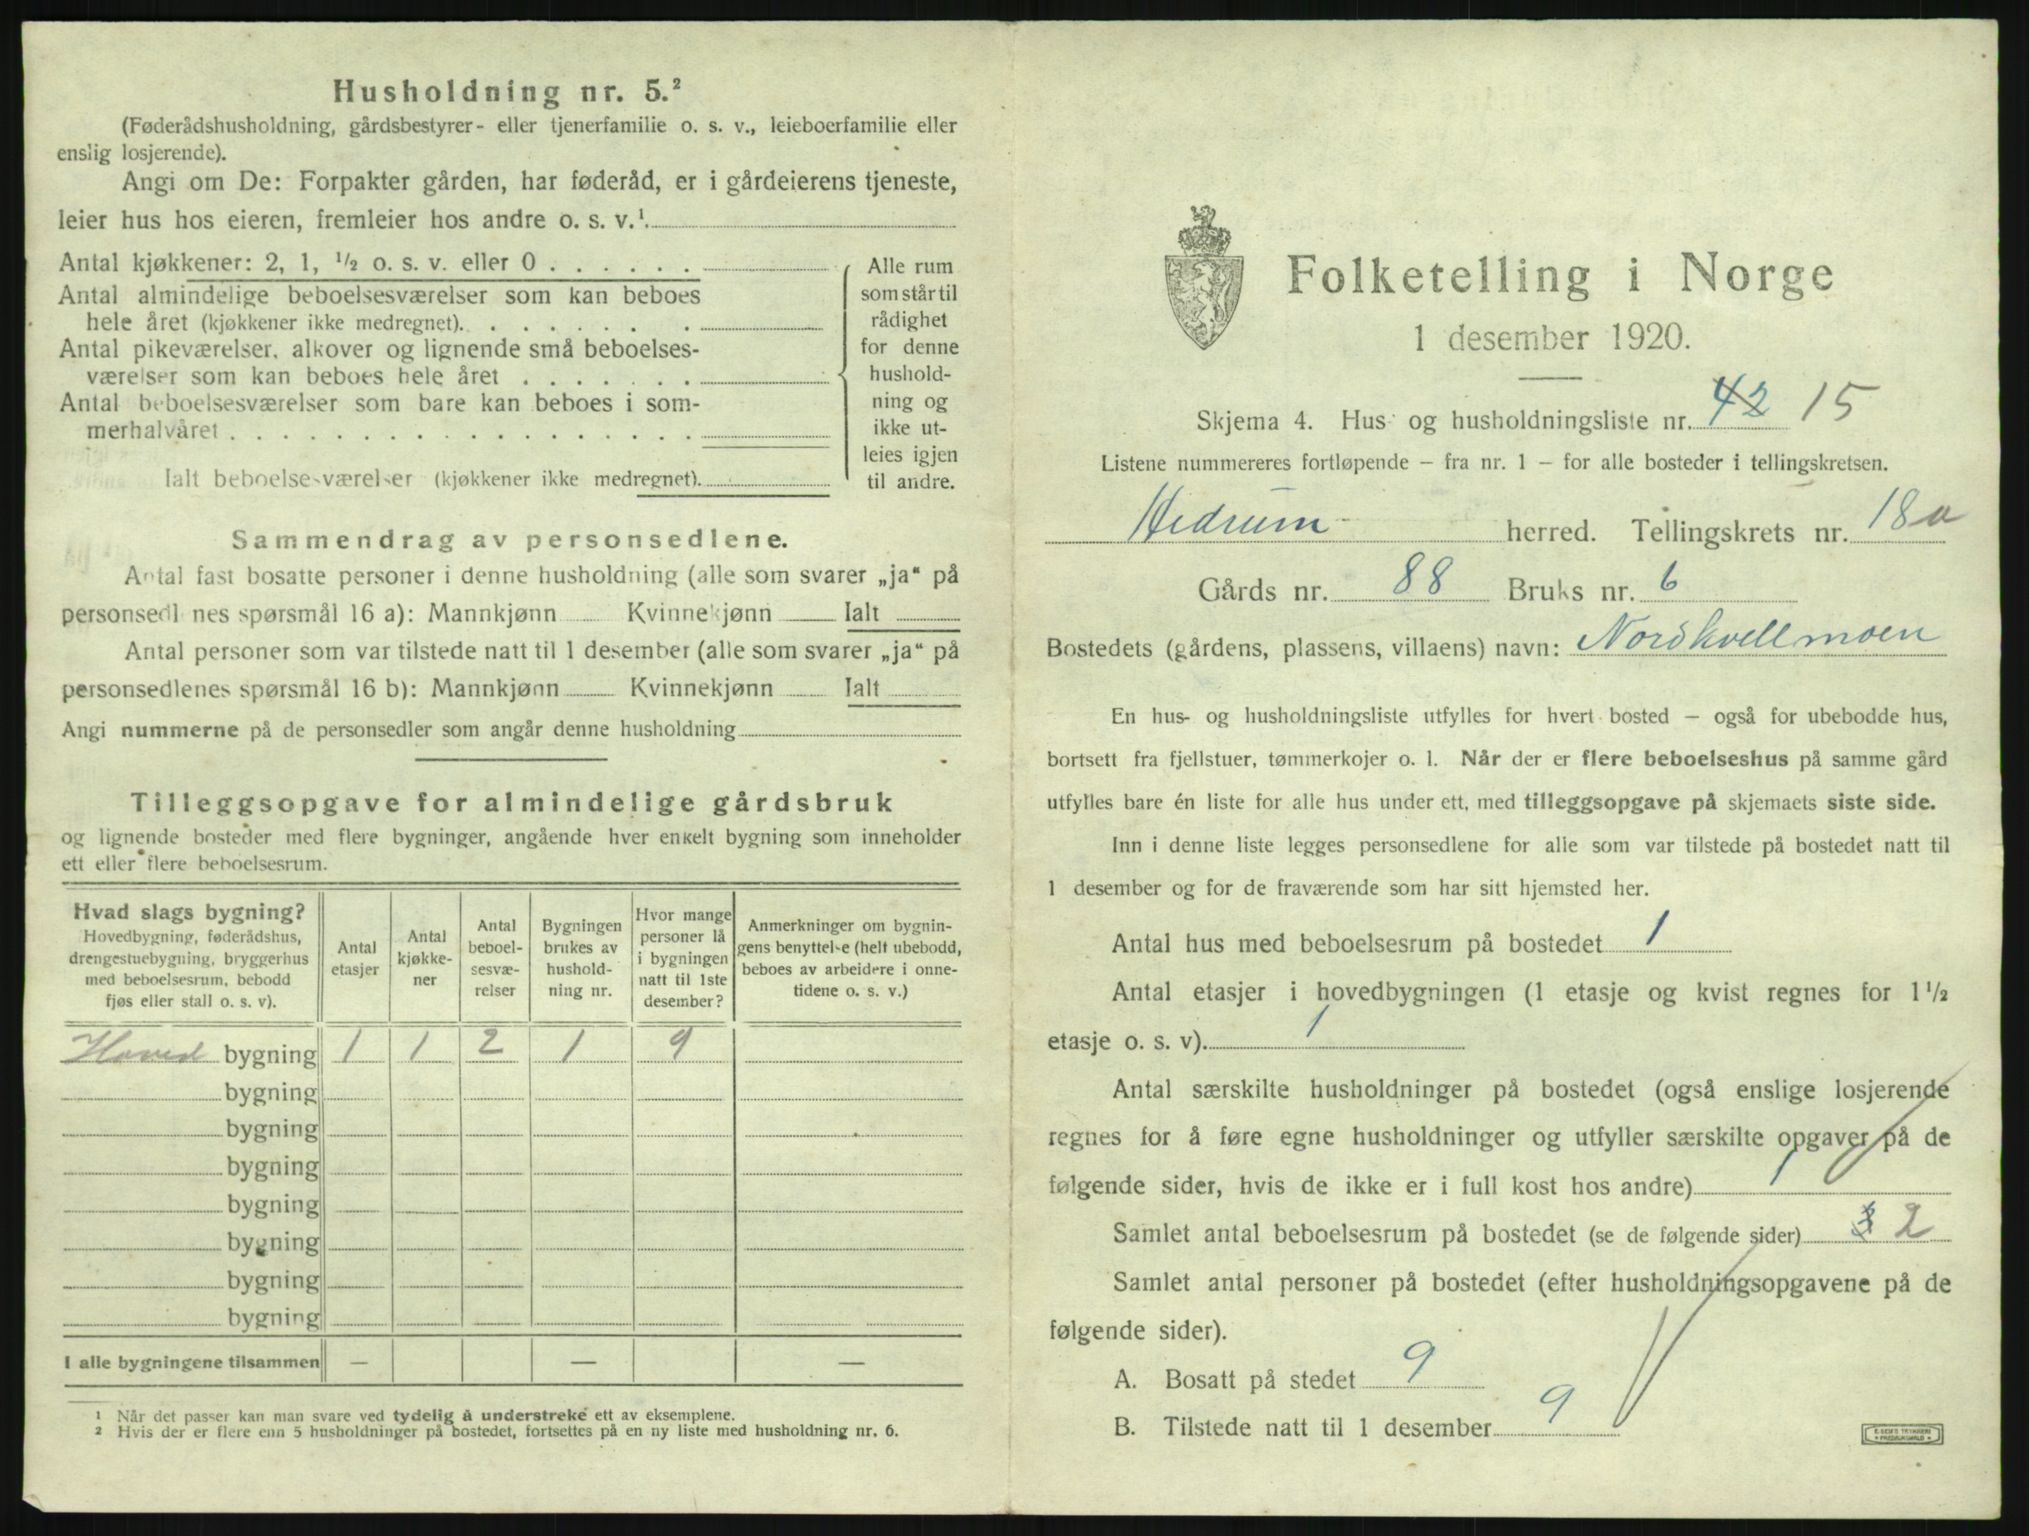 Husholdning nr. 5.²
(Føderådshusholdning, gårdsbestyrer- eller tjenerfamilie o. s. v., leieboerfamilie eller
enslig losjerende).
Angi om De: Forpakter gården, har føderåd, er i gårdeierens tjeneste,
leier hus hos eieren, fremleier hos andre o. s. v.¹.
Antal kjøkkener: 2, 1, ½ o. s. v. eller 0 . . . . . .
Antal almindelige beboelsesværelser som kan beboes
hele året (kjøkkener ikke medregnet). . . . . . . .
Antal pikeværelser, alkover og lignende små beboelses-
værelser som kan beboes hele året . . . . . . .
Antal beboelsesværelser som bare kan beboes i som-
merhalvåret . . . . . . . . . . . . . . . . . .
Ialt beboelsesværelser (kjøkkener ikke medregnet).
Alle rum
som står til
rådighet
for denne
hushold-
ning og
ikke ut-
leies igjen
til andre.
Sammendrag av personsedlene.
Antal fast bosatte personer i denne husholdning (alle som svarer „ja“ på
personsedlenes spørsmål 16 a): Mannkjønn Kvinnekjønn Ialt
Antal personer som var tilstede natt til 1 desember (alle som svarer „ja“ på
personsedlenes spørsmål 16 b): Mannkjønn Kvinnekjønn Ialt
Angi nummerne på de personsedler som angår denne husholdning
Tilleggsopgave for almindelige gårdsbruk
og lignende bosteder med flere bygninger, angående hver enkelt bygning som inneholder
ett eller flere beboelsesrum.
Hvad slags bygning?
Hovedbygning, føderådshus,
drengestuebygning, bryggerhus
med beboelsesrum, bebodd
fjøs eller stall o. s. v).
Antal
etasjer
Antal
kjøkke-
ner
Antal
beboel-
sesvæ-
relser
Bygningen
brukes av
hushold-
ning nr.
Hvor mange
personer lå
i bygningen
natt til 1ste
desember?
Anmerkninger om bygnin-
gens benyttelse (helt ubebodd,
beboes av arbeidere i onne-
tidene o. s. v.)
Hoved bygning 1 1 2 1 9
bygning
bygning
bygning
bygning
bygning
bygning
bygning
I alle bygningene tilsammen — — —
¹ Når det passer kan man svare ved tydelig å understreke ett av eksemplene.
² Hvis der er flere enn 5 husholdninger på bostedet, fortsettes på en ny liste med husholdning nr. 6.
Folketelling i Norge
1 desember 1920.
Skjema 4. Hus- og husholdningsliste nr. 42 15
Listene nummereres fortløpende – fra nr. 1 – for alle bosteder i tellingskretsen.
Hedrum herred. Tellingskrets nr. 18a
Gårds nr. 88 Bruks nr. 6
Bostedets (gårdens, plassens, villaens) navn: Nordkvellmoen
En hus- og husholdningsliste utfylles for hvert bosted – også for ubebodde hus,
bortsett fra fjellstuer, tømmerkojer o. l. Når der er flere beboelseshus på samme gård
utfylles bare én liste for alle hus under ett, med tilleggsopgave på skjemaets siste side.
Inn i denne liste legges personsedlene for alle som var tilstede på bostedet natt til
1 desember og for de fraværende som har sitt hjemsted her.
Antal hus med beboelsesrum på bostedet 1
Antal etasjer i hovedbygningen (1 etasje og kvist regnes for 1½
etasje o. s. v). 1
Antal særskilte husholdninger på bostedet (også enslige losjerende
regnes for å føre egne husholdninger og utfyller særskilte opgaver på de
følgende sider, hvis de ikke er i full kost hos andre) 1
Samlet antal beboelsesrum på bostedet (se de følgende sider) 3 2
Samlet antal personer på bostedet (efter husholdningsopgavene på de
følgende sider).
A. Bosatt på stedet 9
B. Tilstede natt til 1 desember 9